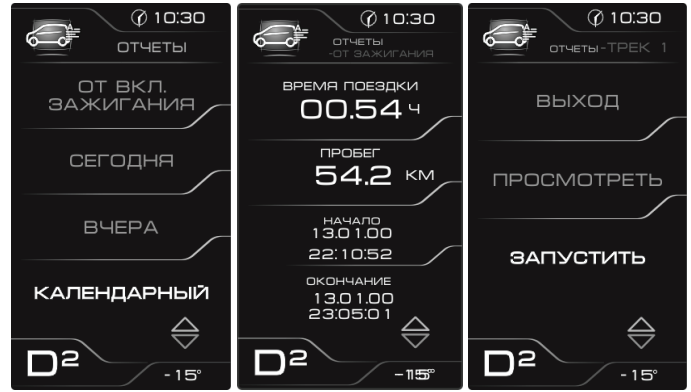 10:30
ОТЧЕТЫ
ОТ ВКЛ.
ЗАЖИГАНИЯ
СЕГОДНЯ
ВЧЕРА
КАЛЕНДАРНЫЙ
D2
-15°
10:30
ОТЧЕТЫ
-ОТ ЗАЖИГАНИЯ
ВРЕМЯ ПОЕЗДКИ
00.54 Ч
ПРОБЕГ
54.2 КМ
НАЧАЛО
13.01.00
22:10:52
ОКОНЧАНИЕ
13.01.00
23:05:01
D2
10:30
ОТЧЕТЫ -ТРЕК 1
ВЫХОД
ПРОСМОТРЕТЬ
ЗАПУСТИТЬ
D2
-15°